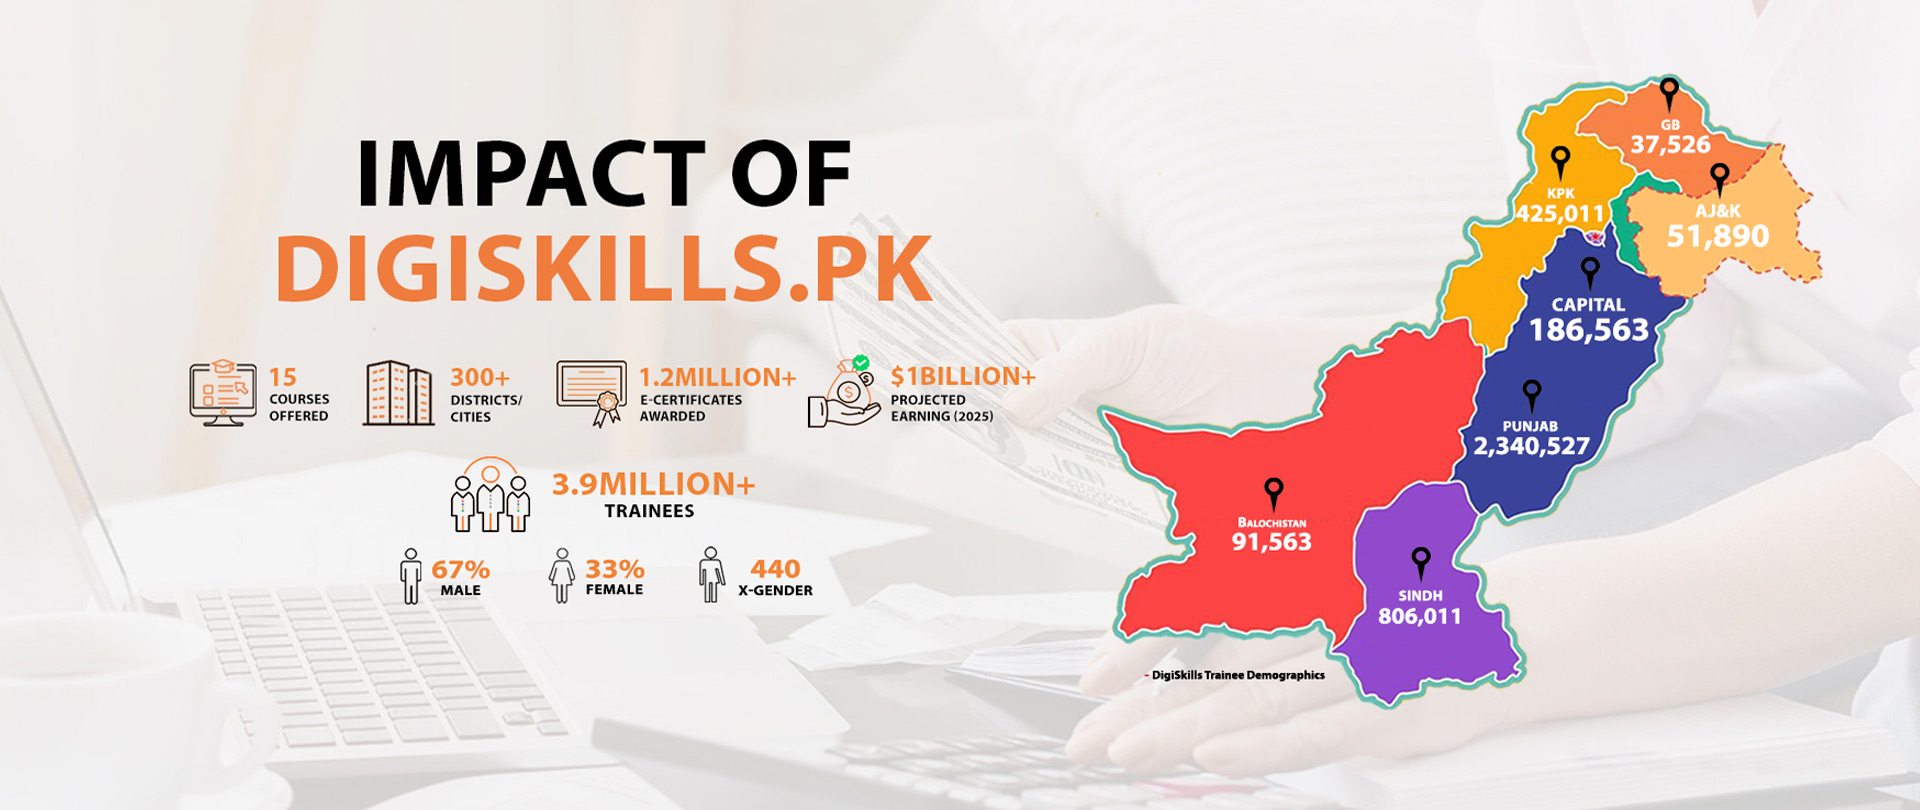 IMPACT OF
DIGISKILLS.PK
15
COURSES
OFFERED
300+
DISTRICTS/
CITIES
1.2MILLION+
E-CERTIFICATES
AWARDED
$1BILLION+
PROJECTED
EARNING (2025)
3.9MILLION+
TRAINEES
67%
MALE
33%
FEMALE
440
X-GENDER
GB
37,526
KPK
425,011
AJ&K
51,890
CAPITAL
186,563
PUNJAB
2,340,527
BALOCHISTAN
91,563
SINDH
806,011
- DigiSkills Trainee Demographics